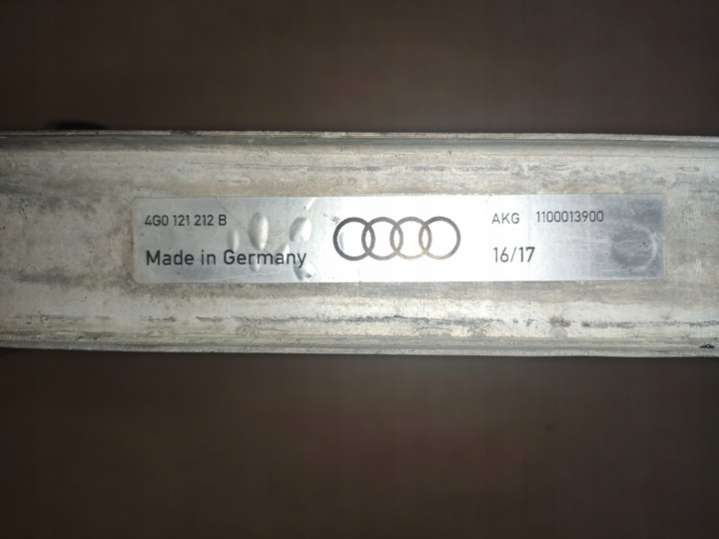 4G0 121 212 B
Made in Germany
AKG 1100013900
16/17